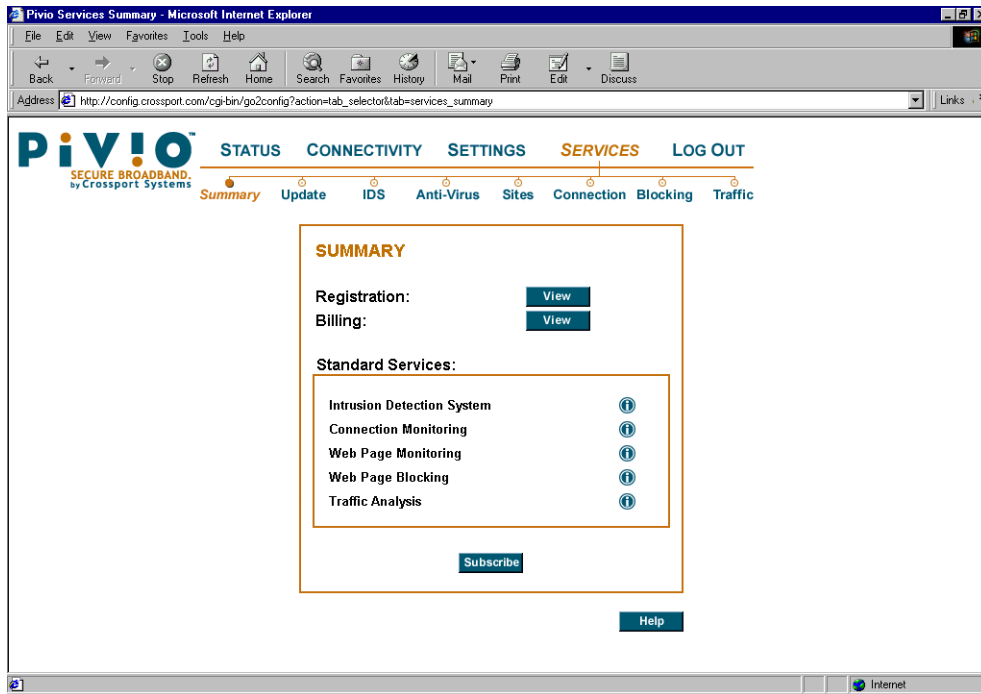 Pivio Services Summary - Microsoft Internet Explorer
File Edit View Favorites Tools Help
Back Forward Stop Refresh Home Search Favorites History Mail Print Edit Discuss
Address http://config.crossport.com/cgi-bin/go2config?action=tab_selector&tab=services_summary Links
PiViO™
SECURE BROADBAND.
by Crossport Systems
STATUS CONNECTIVITY SETTINGS SERVICES LOG OUT
Summary Update IDS Anti-Virus Sites Connection Blocking Traffic
SUMMARY
Registration: View
Billing: View
Standard Services:
Intrusion Detection System
Connection Monitoring
Web Page Monitoring
Web Page Blocking
Traffic Analysis
Subscribe
Help
Internet